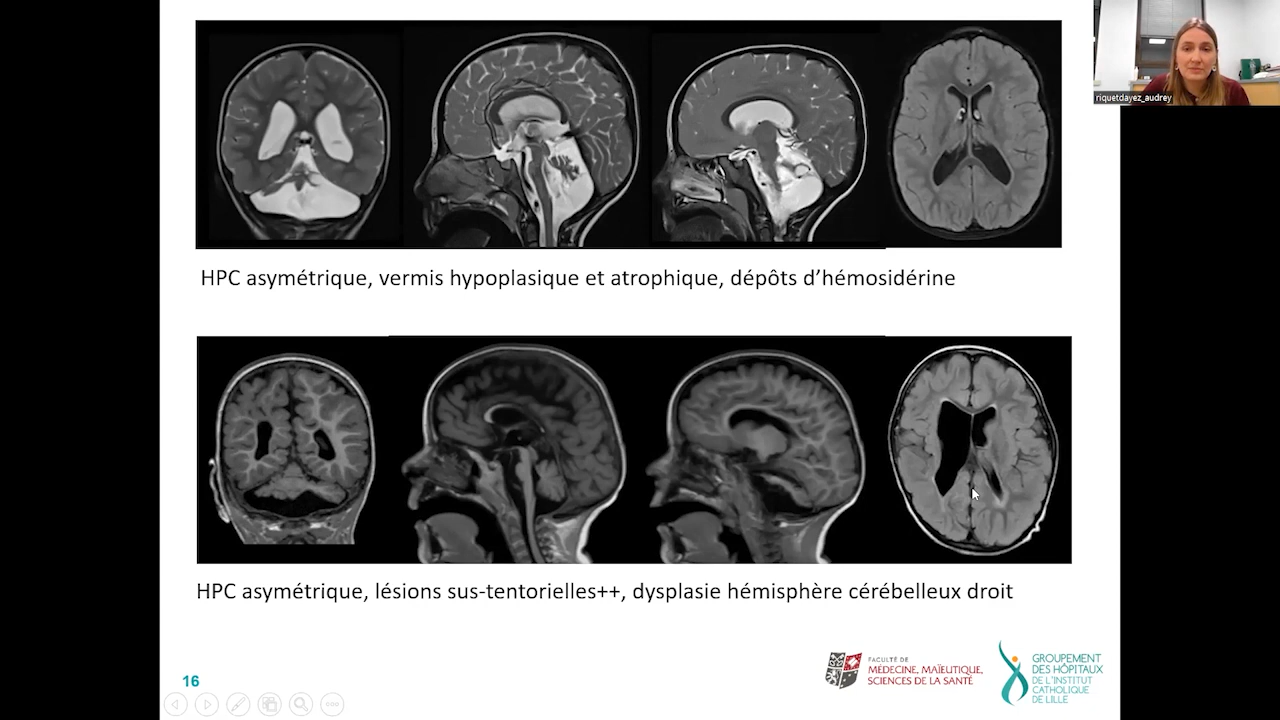 riquetdayez_audrey
HPC asymétrique, vermis hypoplasique et atrophique, dépôts d’hémosidérine
HPC asymétrique, lésions sus-tentorielles++, dysplasie hémisphère cérébelleux droit
16
FACULTÉ DE
MÉDECINE, MAÏEUTIQUE,
SCIENCES DE LA SANTÉ
GROUPEMENT
DES HÔPITAUX
DE L’INSTITUT
CATHOLIQUE
DE LILLE